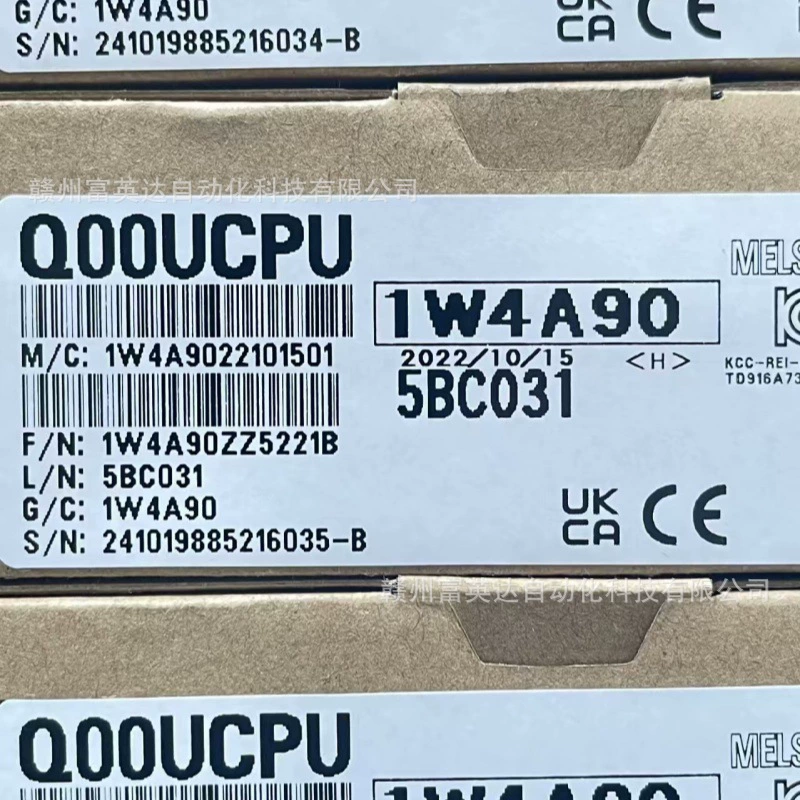 G/C: 1W4A90
S/N: 241019885216034-B
UK
CA
CE
赣州富英达自动化科技有限公司
Q00UCPU
MELS
1W4A90
M/C: 1W4A9022101501
2022/10/15
<H>
KCC-REI-
TD916A73
5BC031
F/N: 1W4A90ZZ5221B
L/N: 5BC031
G/C: 1W4A90
S/N: 241019885216035-B
UK
CA
CE
赣州富英达自动化科技有限公司
Q00UCPU
MELS
1W4A90